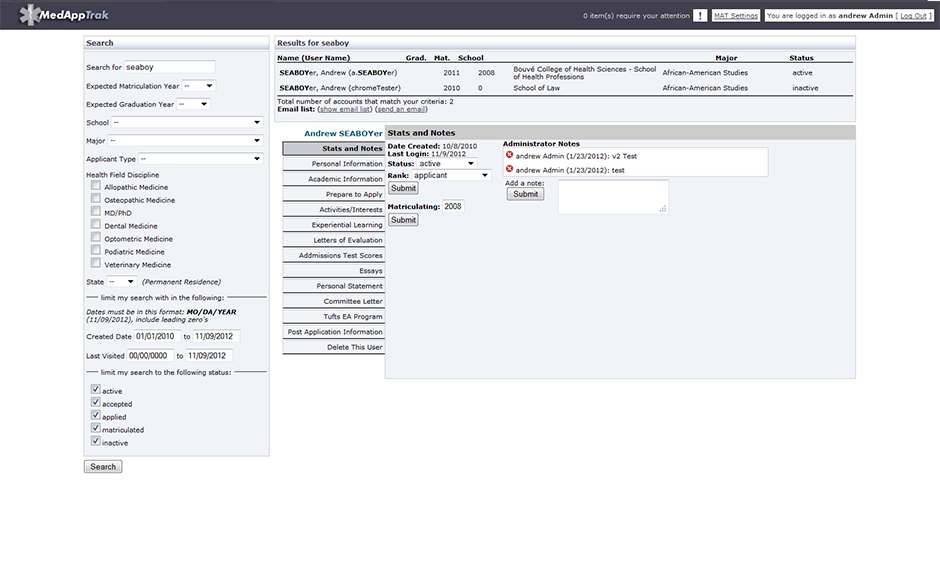 MedAppTrak
0 item(s) require your attention ! MAT Settings You are logged in as andrew Admin [ Log Out ]
Search
Search for seaboy
Expected Matriculation Year --
Expected Graduation Year --
School --
Major --
Applicant Type --
Health Field Discipline
Allopathic Medicine
Osteopathic Medicine
MD/PhD
Dental Medicine
Optometric Medicine
Podiatric Medicine
Veterinary Medicine
State -- (Permanent Residence)
limit my search with in the following:
Dates must be in this format: MO/DA/YEAR
(11/09/2012), include leading zero's
Created Date 01/01/2010 to 11/09/2012
Last Visited 00/00/0000 to 11/09/2012
limit my search to the following status:
active
accepted
applied
matriculated
inactive
Search
Results for seaboy
Name (User Name) Grad. Mat. School Major Status
SEABOYer, Andrew (a.SEABOYer) 2011 2008 Bouvé College of Health Sciences - School
of Health Professions African-American Studies active
SEABOYer, Andrew (chromeTester) 2010 0 School of Law African-American Studies inactive
Total number of accounts that match your criteria: 2
Email list: (show email list) (send an email)
Andrew SEABOYer
Stats and Notes
Personal Information
Academic Information
Prepare to Apply
Activities/Interests
Experiential Learning
Letters of Evaluation
Addmissions Test Scores
Essays
Personal Statement
Committee Letter
Tufts EA Program
Post Application Information
Delete This User
Stats and Notes
Date Created: 10/8/2010
Last Login: 11/9/2012
Status: active
Rank: applicant
Submit
Matriculating: 2008
Submit
Administrator Notes
andrew Admin (1/23/2012): v2 Test
andrew Admin (1/23/2012): test
Add a note:
Submit